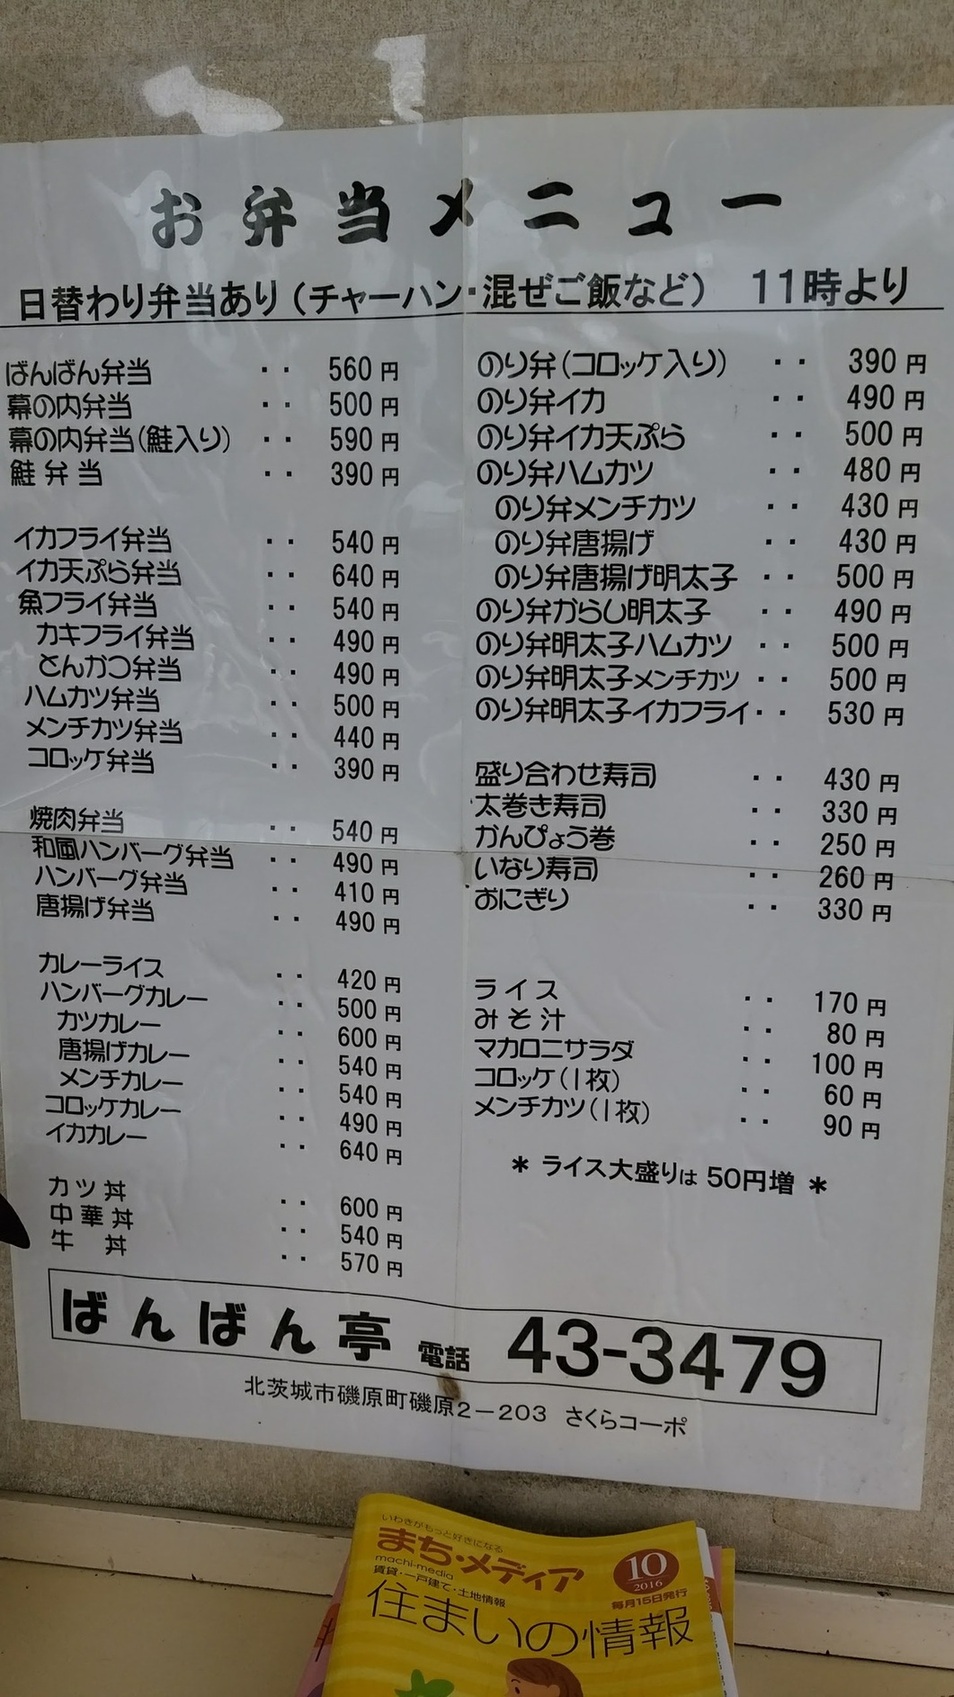 お弁当メニュー
日替わり弁当あり（チャーハン・混ぜご飯など） 11時より
ばんばん弁当 ‥ 560円
幕の内弁当 ‥ 500円
幕の内弁当（鮭入り） ‥ 590円
鮭弁当 ‥ 390円
イカフライ弁当 ‥ 540円
イカ天ぷら弁当 ‥ 640円
魚フライ弁当 ‥ 540円
カキフライ弁当 ‥ 490円
とんかつ弁当 ‥ 490円
ハムカツ弁当 ‥ 500円
メンチカツ弁当 ‥ 440円
コロッケ弁当 ‥ 390円
焼肉弁当 ‥ 540円
和風ハンバーグ弁当 ‥ 490円
ハンバーグ弁当 ‥ 410円
唐揚げ弁当 ‥ 490円
カレーライス ‥ 420円
ハンバーグカレー ‥ 500円
カツカレー ‥ 600円
唐揚げカレー ‥ 540円
メンチカレー ‥ 540円
コロッケカレー ‥ 490円
イカカレー ‥ 640円
カツ丼 ‥ 600円
中華丼 ‥ 540円
牛丼 ‥ 570円
のり弁（コロッケ入り） ‥ 390円
のり弁イカ ‥ 490円
のり弁イカ天ぷら ‥ 500円
のり弁ハムカツ ‥ 480円
のり弁メンチカツ ‥ 430円
のり弁唐揚げ ‥ 430円
のり弁唐揚げ明太子 ‥ 500円
のり弁からし明太子 ‥ 490円
のり弁明太子ハムカツ ‥ 500円
のり弁明太子メンチカツ ‥ 500円
のり弁明太子イカフライ ‥ 530円
盛り合わせ寿司 ‥ 430円
太巻き寿司 ‥ 330円
かんぴょう巻 ‥ 250円
いなり寿司 ‥ 260円
おにぎり ‥ 330円
ライス ‥ 170円
みそ汁 ‥ 80円
マカロニサラダ ‥ 100円
コロッケ（1枚） ‥ 60円
メンチカツ（1枚） ‥ 90円
＊ ライス大盛りは 50円増 ＊
ばんばん亭 電話 43-3479
北茨城市磯原町磯原2－203 さくらコーポ
いわきがもっと好きになる
まち・メディア
machi-media
賃貸・一戸建て・土地情報
10
2016
毎月15日発行
住まいの情報